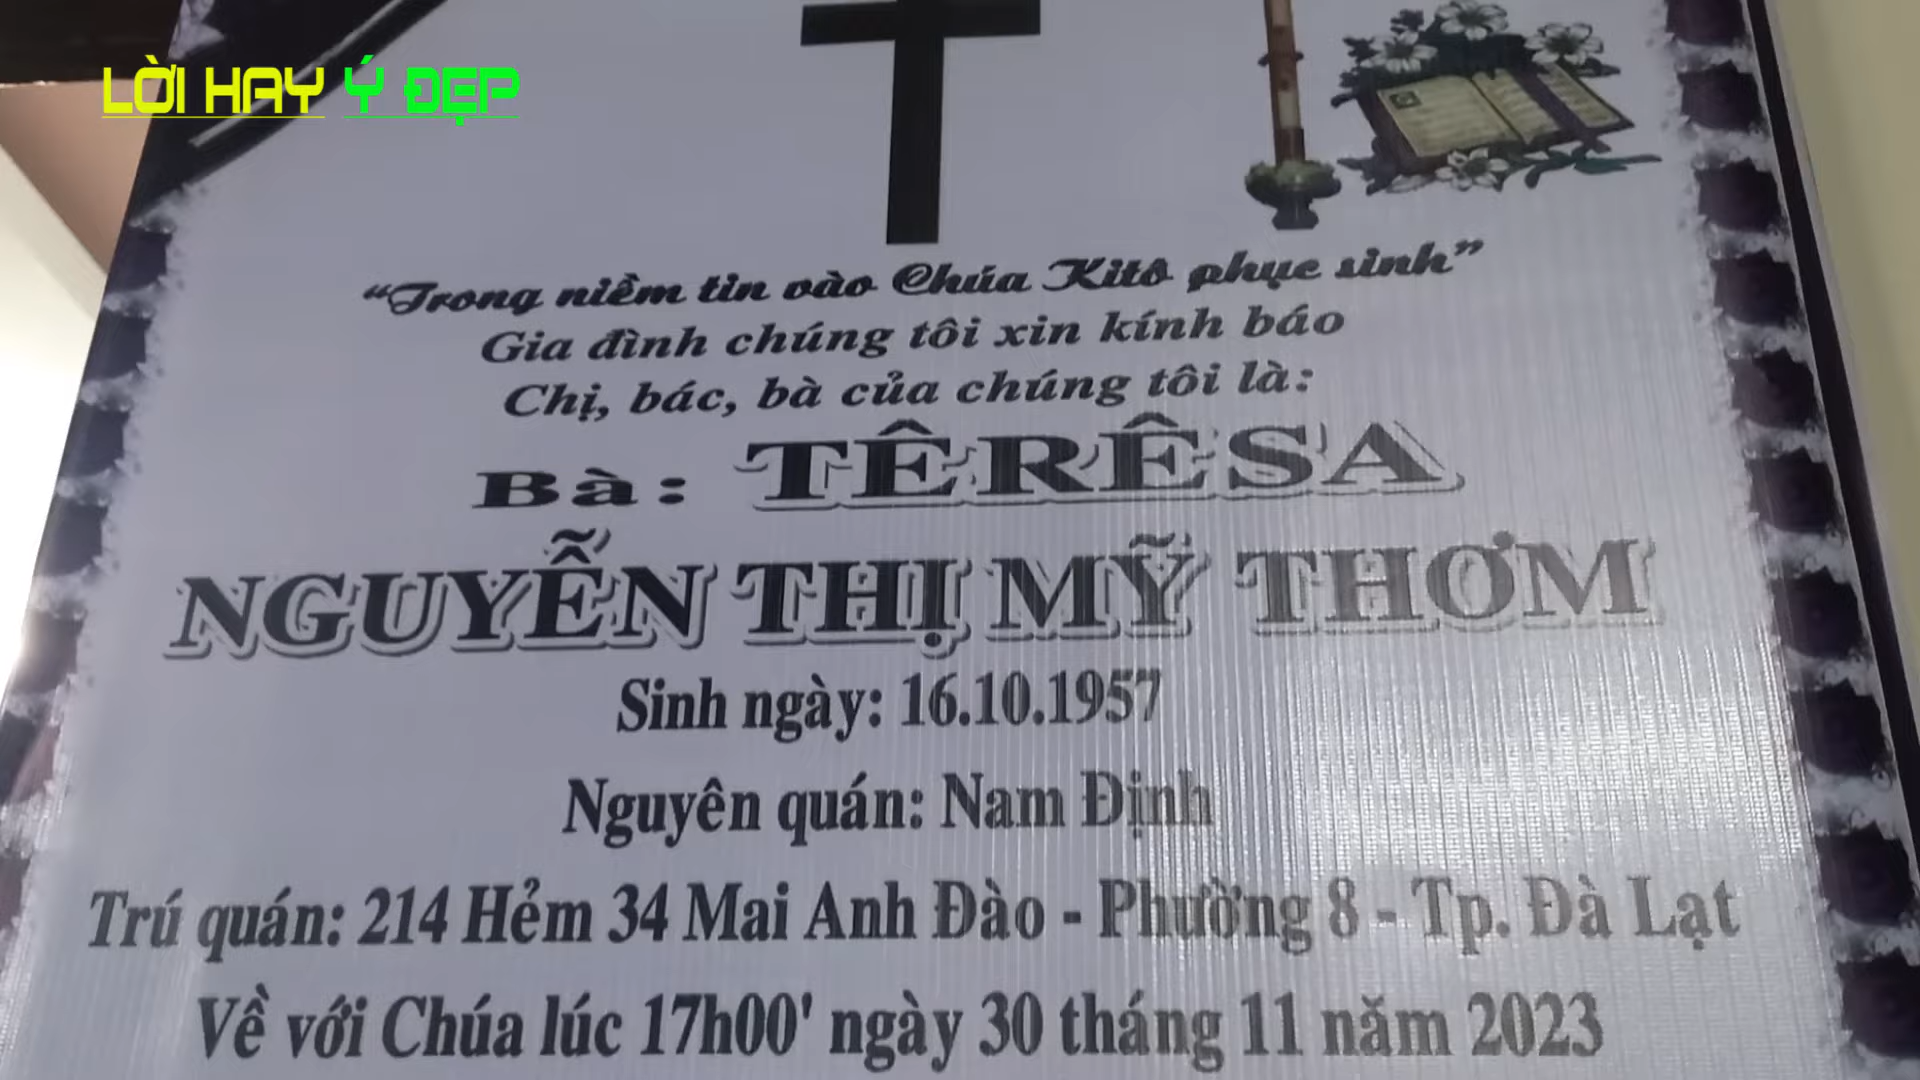 LỜI HAY Ý ĐẸP
“Trong niềm tin vào Chúa Kitô phục sinh”
Gia đình chúng tôi xin kính báo
Chị, bác, bà của chúng tôi là:
Bà: TÊRÊSA
NGUYỄN THỊ MỸ THƠM
Sinh ngày: 16.10.1957
Nguyên quán: Nam Định
Trú quán: 214 Hẻm 34 Mai Anh Đào - Phường 8 - Tp. Đà Lạt
Về với Chúa lúc 17h00' ngày 30 tháng 11 năm 2023